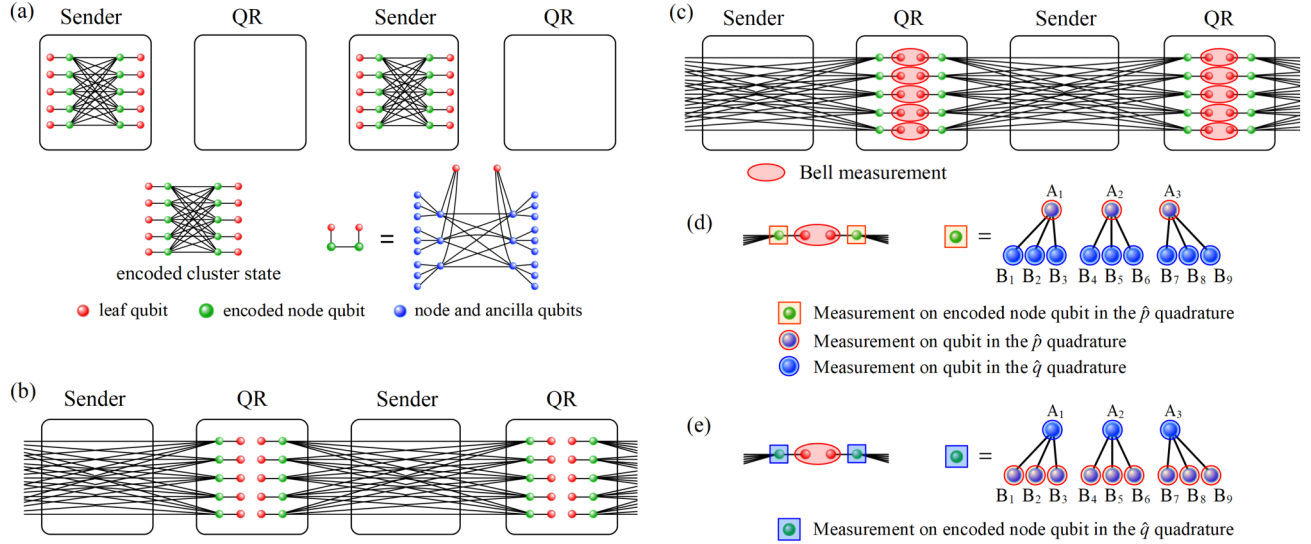 (a)
Sender QR Sender QR
=
encoded cluster state
leaf qubit encoded node qubit node and ancilla qubits
(b)
Sender QR Sender QR
(c)
Sender QR Sender QR
Bell measurement
(d)
=
A₁ A₂ A₃
B₁ B₂ B₃ B₄ B₅ B₆ B₇ B₈ B₉
Measurement on encoded node qubit in the p̂ quadrature
Measurement on qubit in the p̂ quadrature
Measurement on qubit in the q̂ quadrature
(e)
=
A₁ A₂ A₃
B₁ B₂ B₃ B₄ B₅ B₆ B₇ B₈ B₉
Measurement on encoded node qubit in the q̂ quadrature